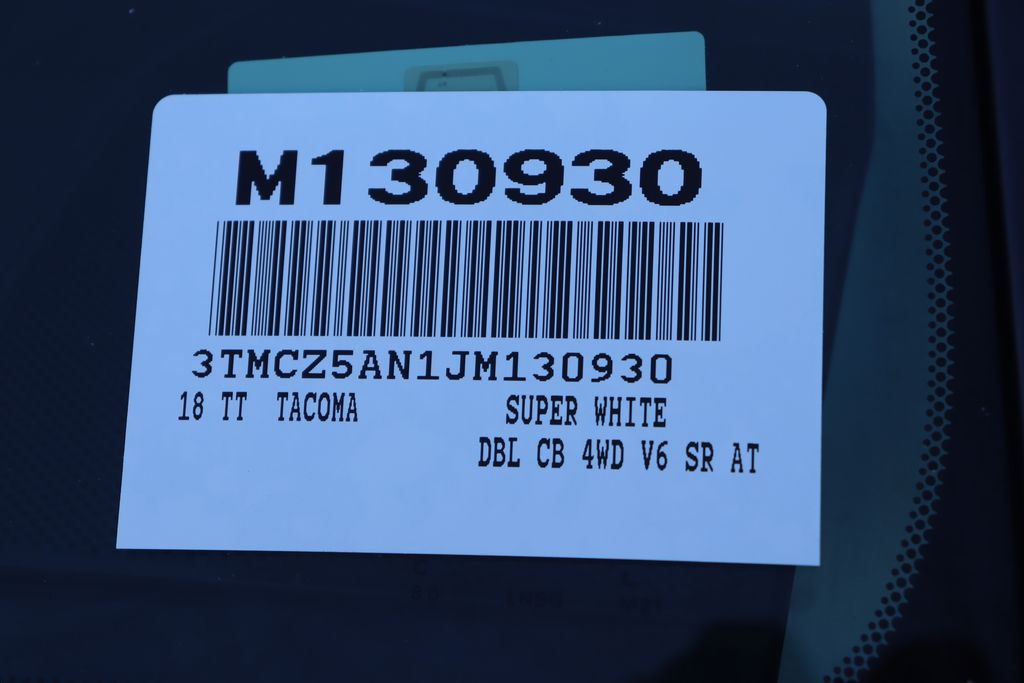 M130930
3TMCZ5AN1JM130930
18 TT TACOMA SUPER WHITE
DBL CB 4WD V6 SR AT